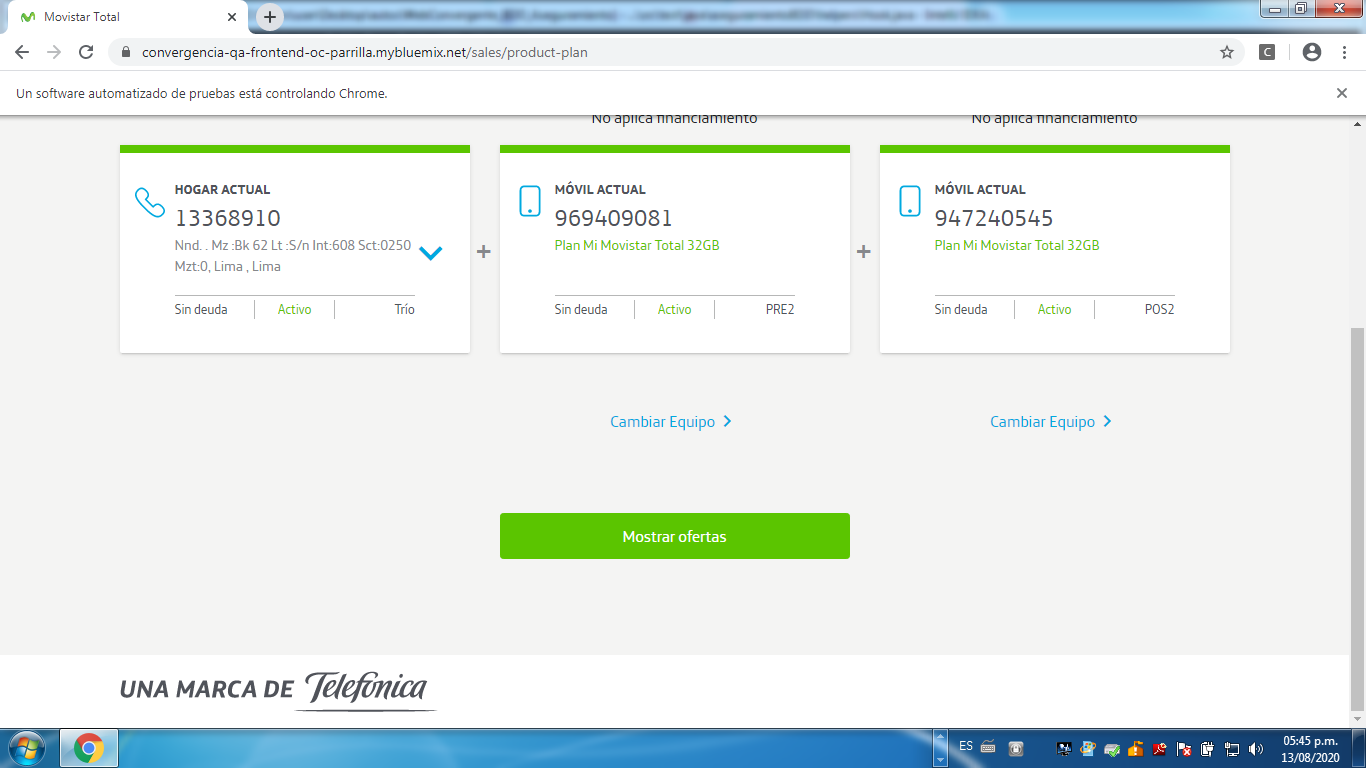 Movistar Total
convergencia-qa-frontend-oc-parrilla.mybluemix.net/sales/product-plan
C
Un software automatizado de pruebas está controlando Chrome.
No aplica financiamiento
No aplica financiamiento
HOGAR ACTUAL
13368910
Nnd. . Mz :Bk 62 Lt :S/n Int:608 Sct:0250
Mzt:0, Lima , Lima
Sin deuda
Activo
Trío
+
MÓVIL ACTUAL
969409081
Plan Mi Movistar Total 32GB
Sin deuda
Activo
PRE2
+
MÓVIL ACTUAL
947240545
Plan Mi Movistar Total 32GB
Sin deuda
Activo
POS2
Cambiar Equipo
Cambiar Equipo
Mostrar ofertas
UNA MARCA DE Telefónica
ES
05:45 p.m.
13/08/2020